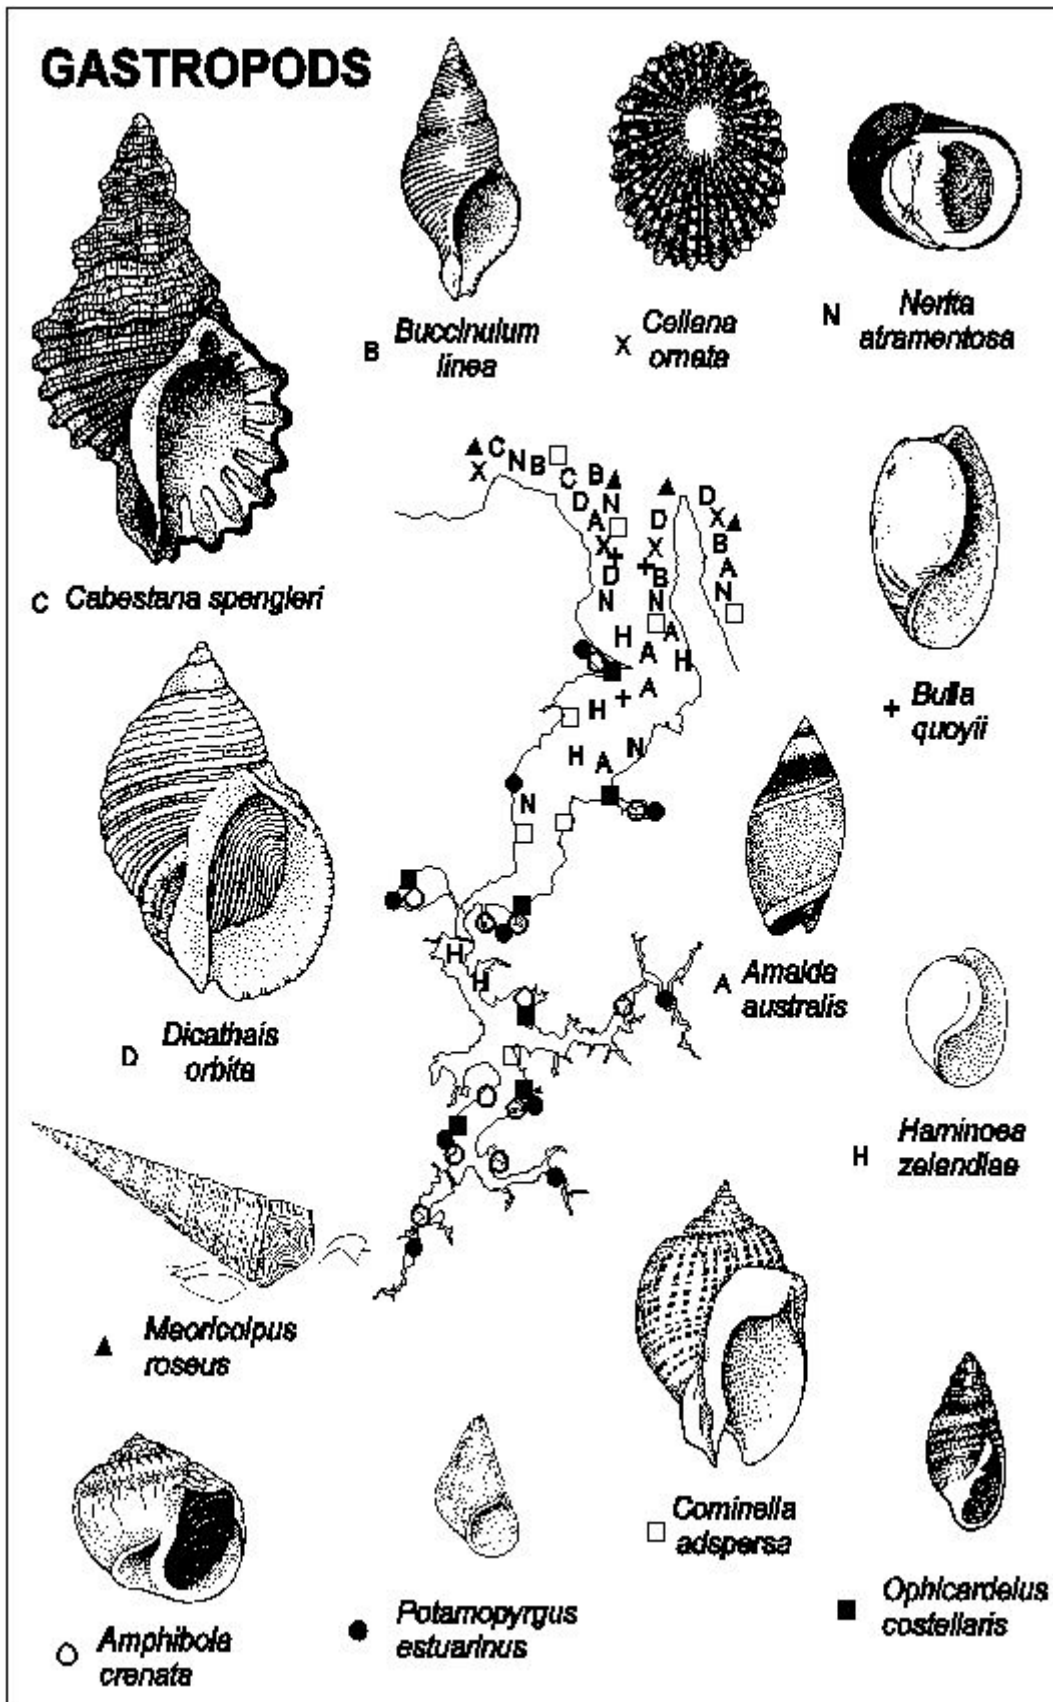 GASTROPODS
B Buccinulum
linea
X Cellana
ornata
N Nerita
atramentosa
C Cabestana spengleri
+ Bulla
quoyii
C N B
X C B
D N D
A D X
X + + B
D B A
N N N
H A
A H
H + A
H A N
N
H
H
A Amalda
australis
D Dicathais
orbita
H Haminoea
zelandiae
▲ Meoricolpus
roseus
□ Cominella
adspersa
■ Ophicardelus
costellaris
○ Amphibola
crenata
● Potamopyrgus
estuarinus